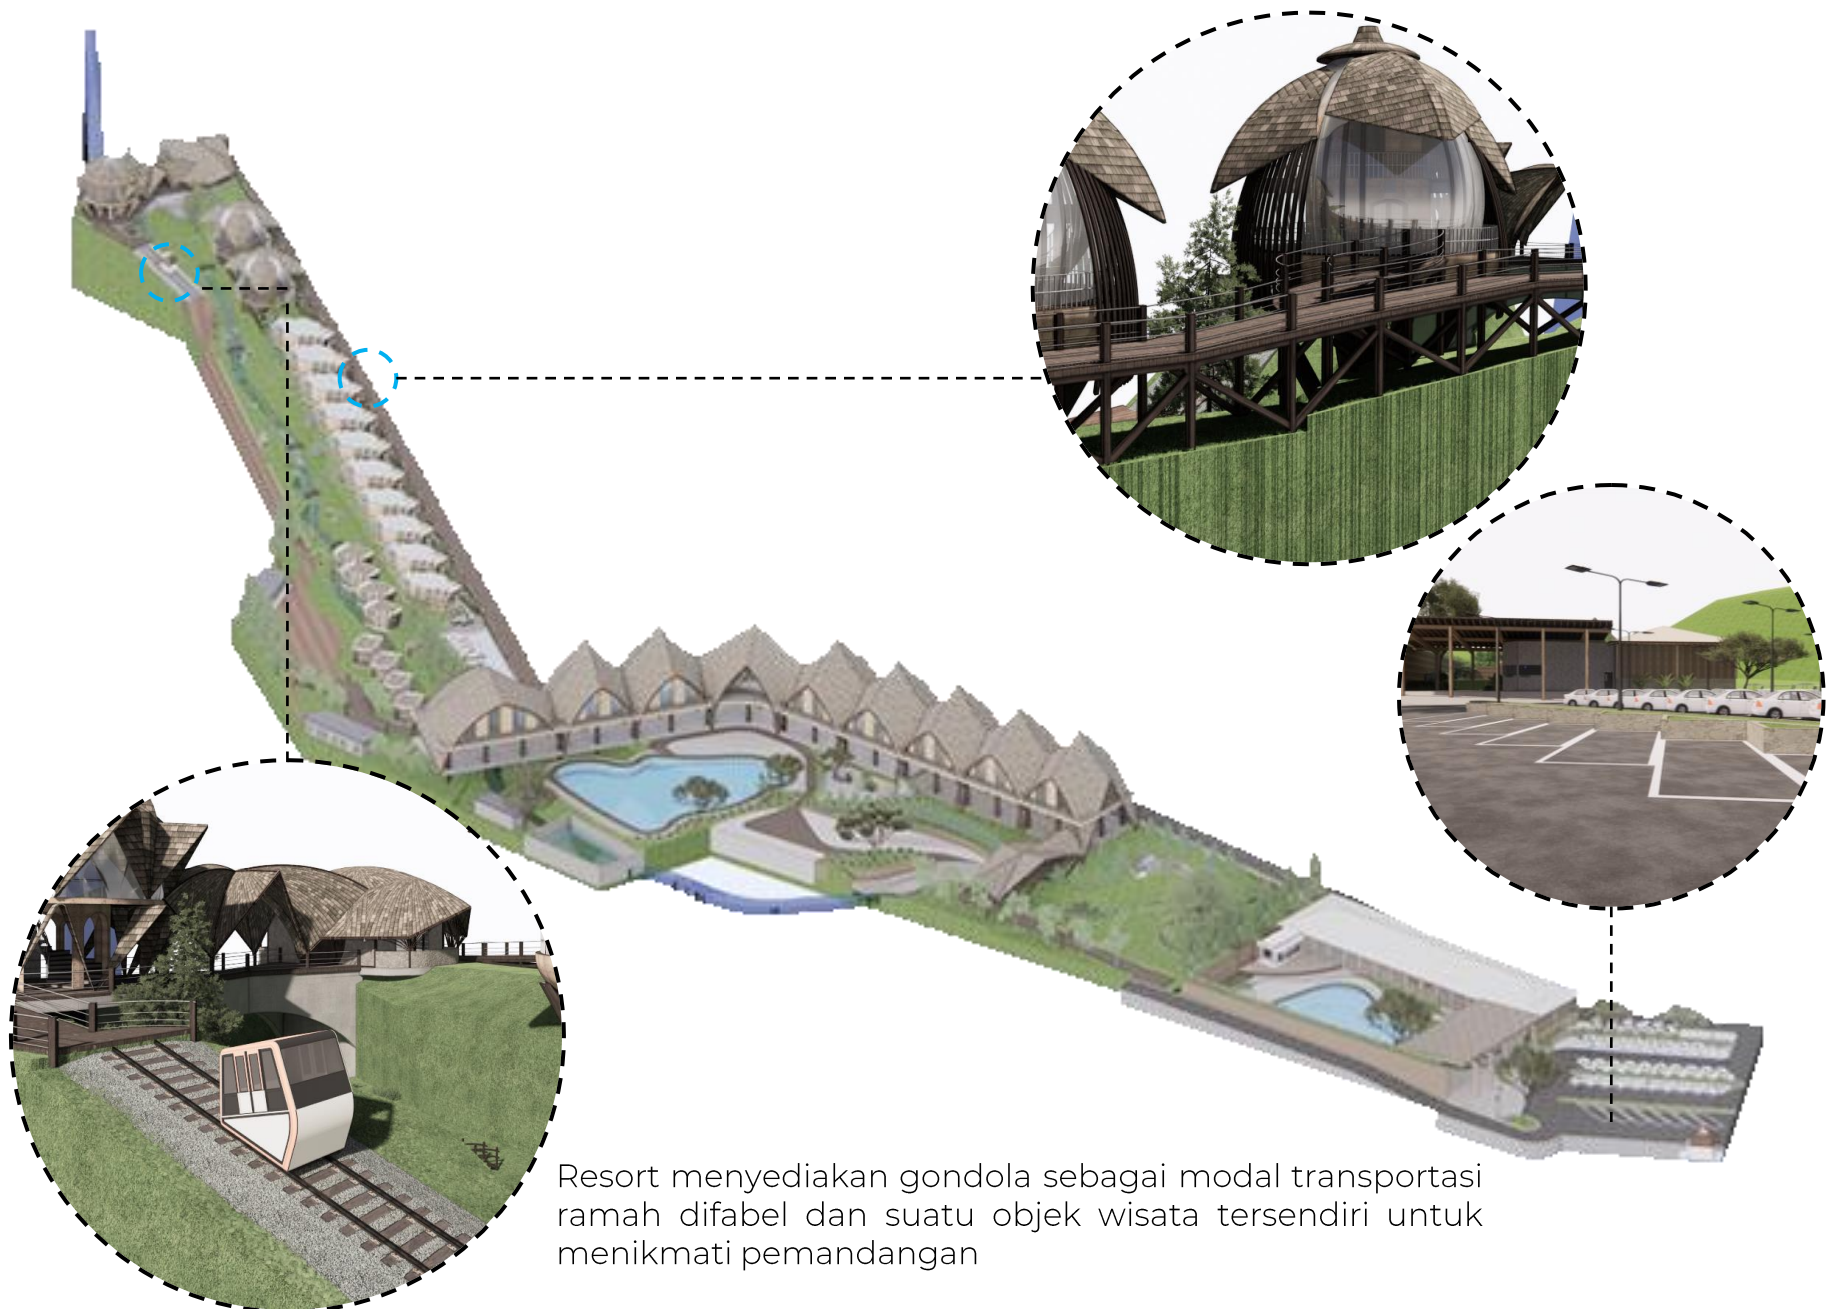 Resort menyediakan gondola sebagai modal transportasi
ramah difabel dan suatu objek wisata tersendiri untuk
menikmati pemandangan